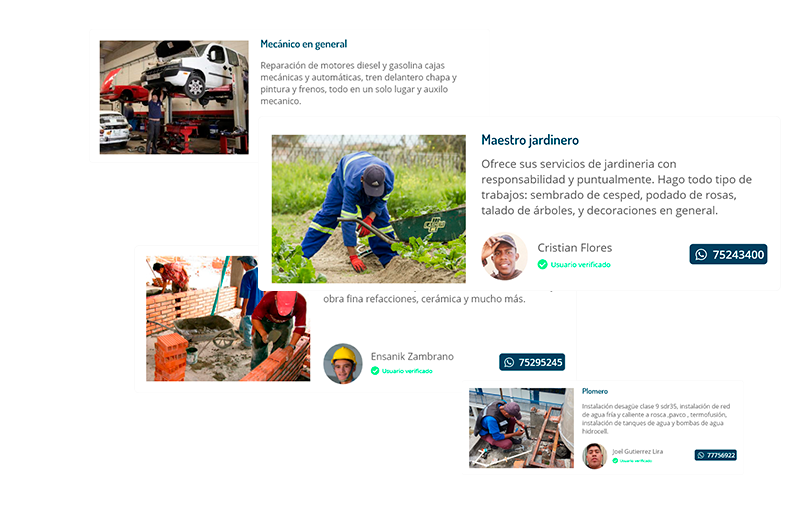 Mecánico en general
Reparación de motores diesel y gasolina cajas
mecánicas y automáticas, tren delantero chapa y
pintura y frenos, todo en un solo lugar y auxilo
mecanico.
Maestro jardinero
Ofrece sus servicios de jardineria con
responsabilidad y puntualmente. Hago todo tipo de
trabajos: sembrado de cesped, podado de rosas,
talado de árboles, y decoraciones en general.
Cristian Flores
Usuario verificado
75243400
obra fina refacciones, cerámica y mucho más.
Ensanik Zambrano
Usuario verificado
75295245
Plomero
Instalación desagüe clase 9 sdr35, instalación de red
de agua fría y caliente a rosca ,pavco , termofusión,
instalación de tanques de agua y bombas de agua
hidrocell.
Joel Gutierrez Lira
Usuario verificado
77756922